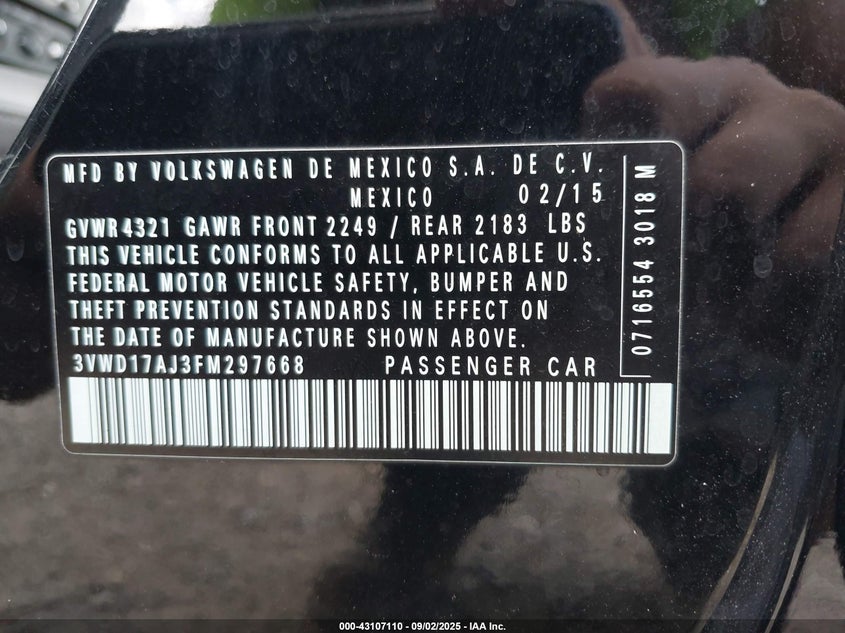 MFD BY VOLKSWAGEN DE MEXICO S.A. DE C.V.
MEXICO 02/15
GVWR 4321 GAWR FRONT 2249 / REAR 2183 LBS
THIS VEHICLE CONFORMS TO ALL APPLICABLE U.S.
FEDERAL MOTOR VEHICLE SAFETY, BUMPER AND
THEFT PREVENTION STANDARDS IN EFFECT ON
THE DATE OF MANUFACTURE SHOWN ABOVE.
3VWD17AJ3FM297668 PASSENGER CAR
0716554 3018 M
000-43107110 - 09/02/2025 - IAA Inc.